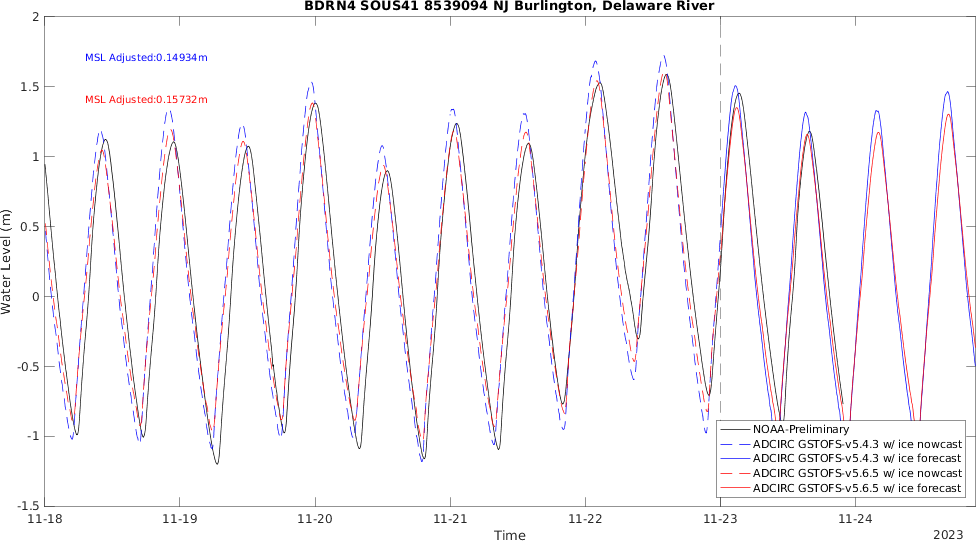 BDRN4 SOUS41 8539094 NJ Burlington, Delaware River
2
1.5
1
0.5
0
-0.5
-1
-1.5
Water Level (m)
MSL Adjusted:0.14934m
MSL Adjusted:0.15732m
NOAA-Preliminary
ADCIRC GSTOFS-v5.4.3 w/ ice nowcast
ADCIRC GSTOFS-v5.4.3 w/ ice forecast
ADCIRC GSTOFS-v5.6.5 w/ ice nowcast
ADCIRC GSTOFS-v5.6.5 w/ ice forecast
11-18 11-19 11-20 11-21 11-22 11-23 11-24
Time
2023